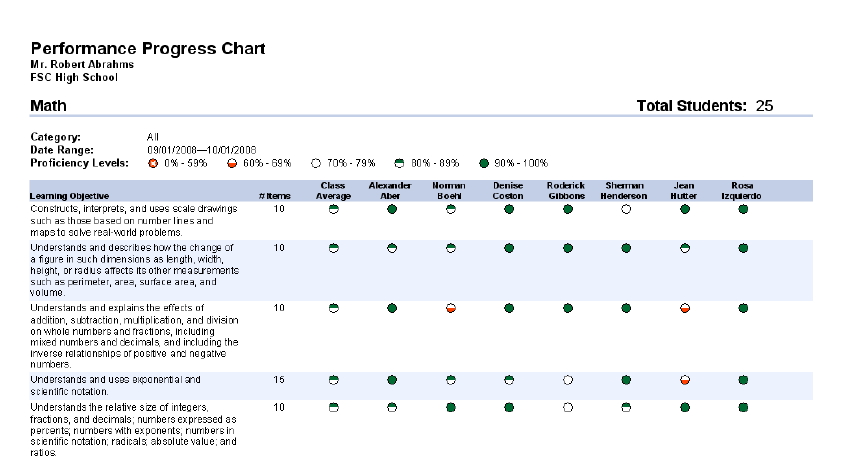 Performance Progress Chart
Mr. Robert Abrahms
FSC High School
Math Total Students: 25
Category: All
Date Range: 09/01/2008—10/01/2008
Proficiency Levels: 0% - 59% 60% - 69% 70% - 79% 80% - 89% 90% - 100%
Class Alexander Norman Denise Roderick Sherman Jean Rosa
Learning Objective # Items Average Aber Boehl Coston Gibbons Henderson Hutter Izquierdo
Constructs, interprets, and uses scale drawings 10
such as those based on number lines and
maps to solve real-world problems.
Understands and describes how the change of 10
a figure in such dimensions as length, width,
height, or radius affects its other measurements
such as perimeter, area, surface area, and
volume.
Understands and explains the effects of 10
addition, subtraction, multiplication, and division
on whole numbers and fractions, including
mixed numbers and decimals, and including the
inverse relationships of positive and negative
numbers.
Understands and uses exponential and 15
scientific notation.
Understands the relative size of integers, 10
fractions, and decimals; numbers expressed as
percents; numbers with exponents; numbers in
scientific notation; radicals; absolute value; and
ratios.